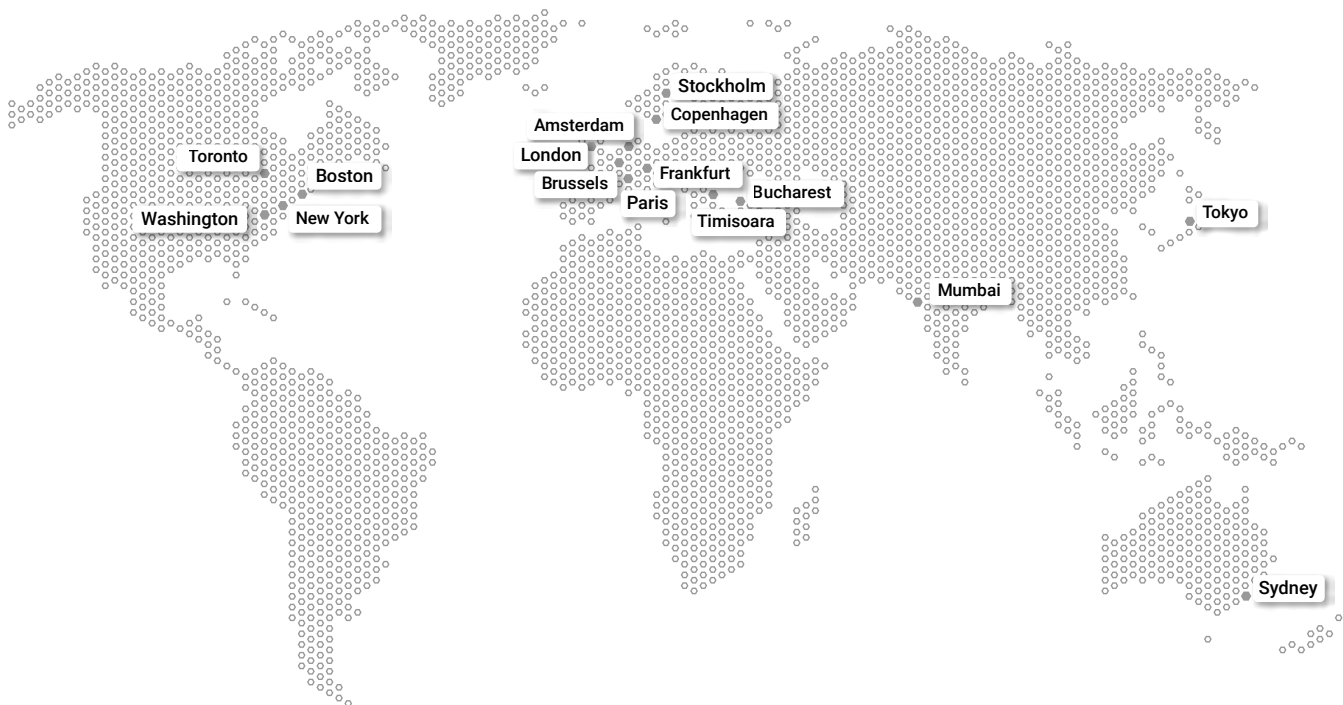 Stockholm
Copenhagen
Amsterdam
London
Toronto
Boston
Frankfurt
Brussels
Bucharest
Paris
Washington
New York
Timisoara
Tokyo
Mumbai
Sydney